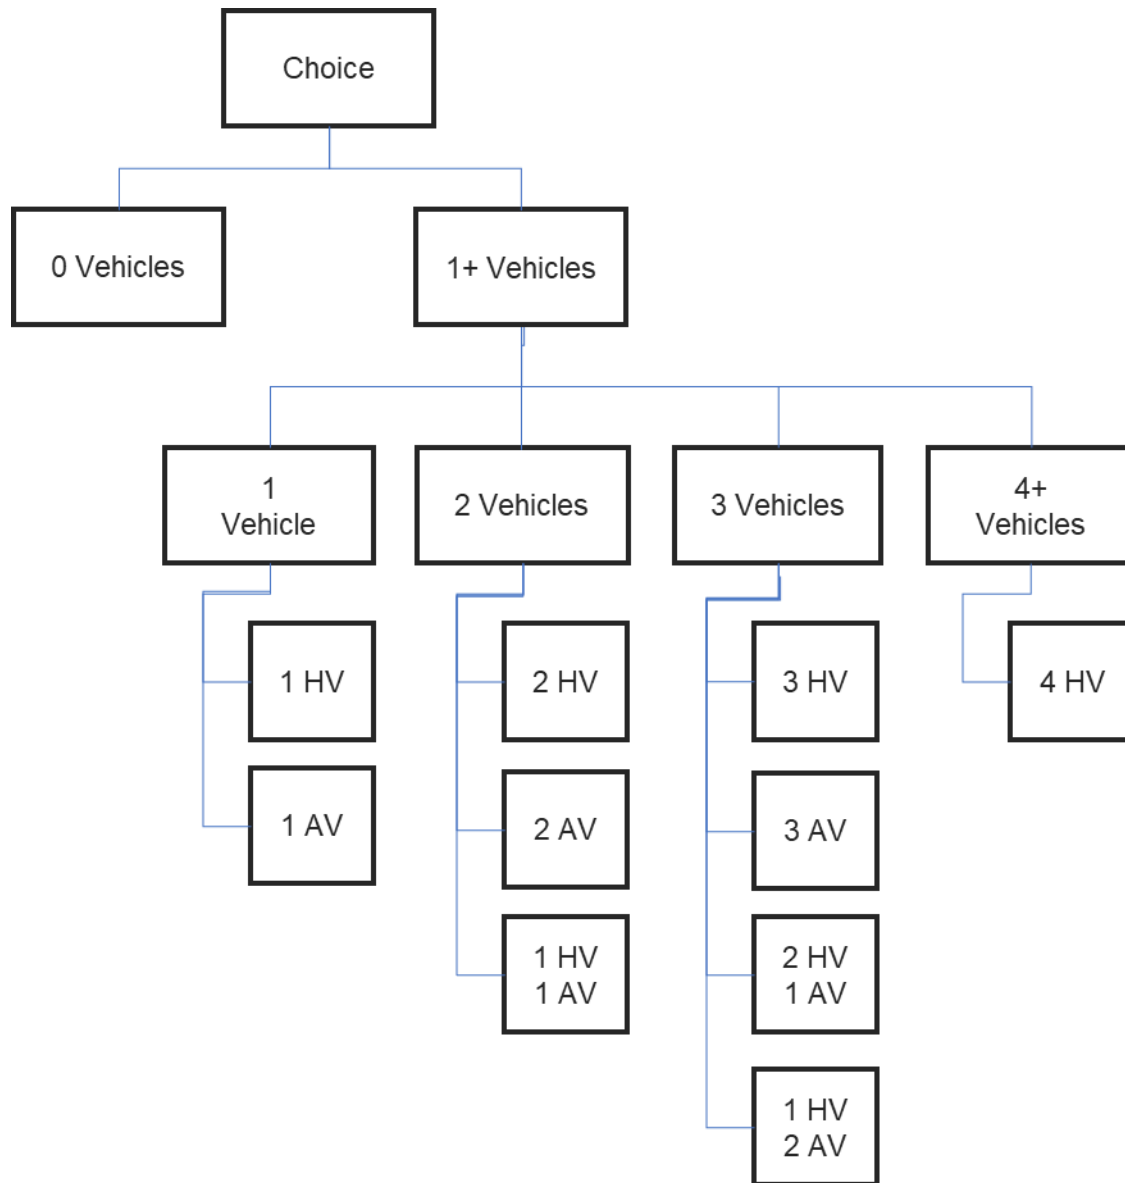 Choice
0 Vehicles
1+ Vehicles
1
Vehicle
2 Vehicles
3 Vehicles
4+
Vehicles
1 HV
2 HV
3 HV
4 HV
1 AV
2 AV
3 AV
1 HV
1 AV
2 HV
1 AV
1 HV
2 AV